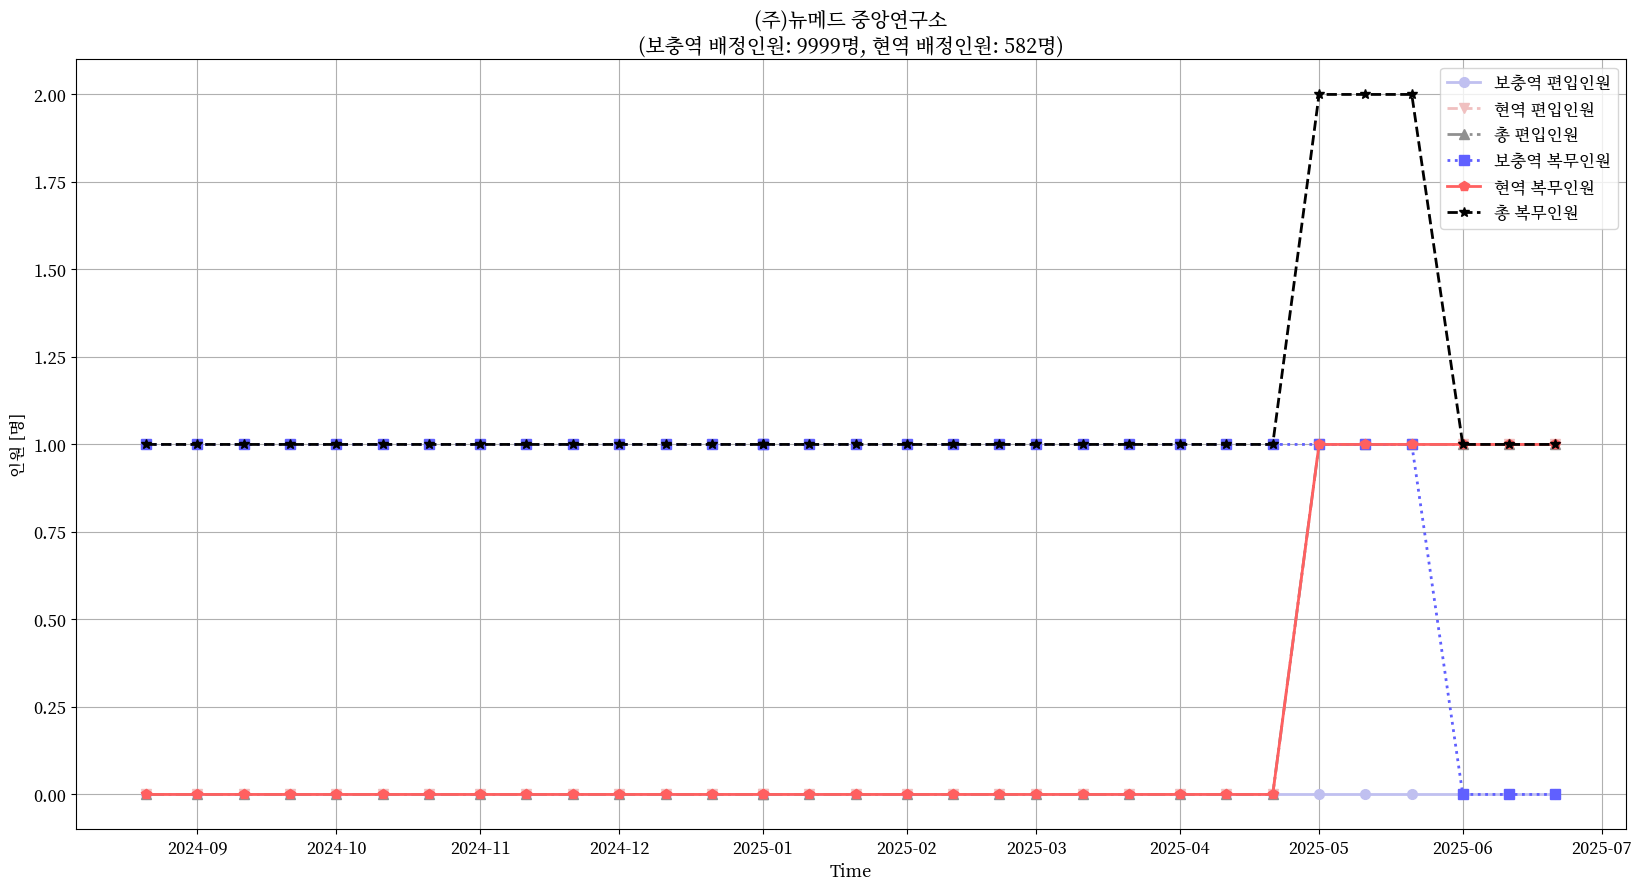 (주)뉴메드 중앙연구소
(보충역 배정인원: 9999명, 현역 배정인원: 582명)
보충역 편입인원
현역 편입인원
총 편입인원
보충역 복무인원
현역 복무인원
총 복무인원
인원 [명]
2.00
1.75
1.50
1.25
1.00
0.75
0.50
0.25
0.00
2024-09
2024-10
2024-11
2024-12
2025-01
2025-02
2025-03
2025-04
2025-05
2025-06
2025-07
Time